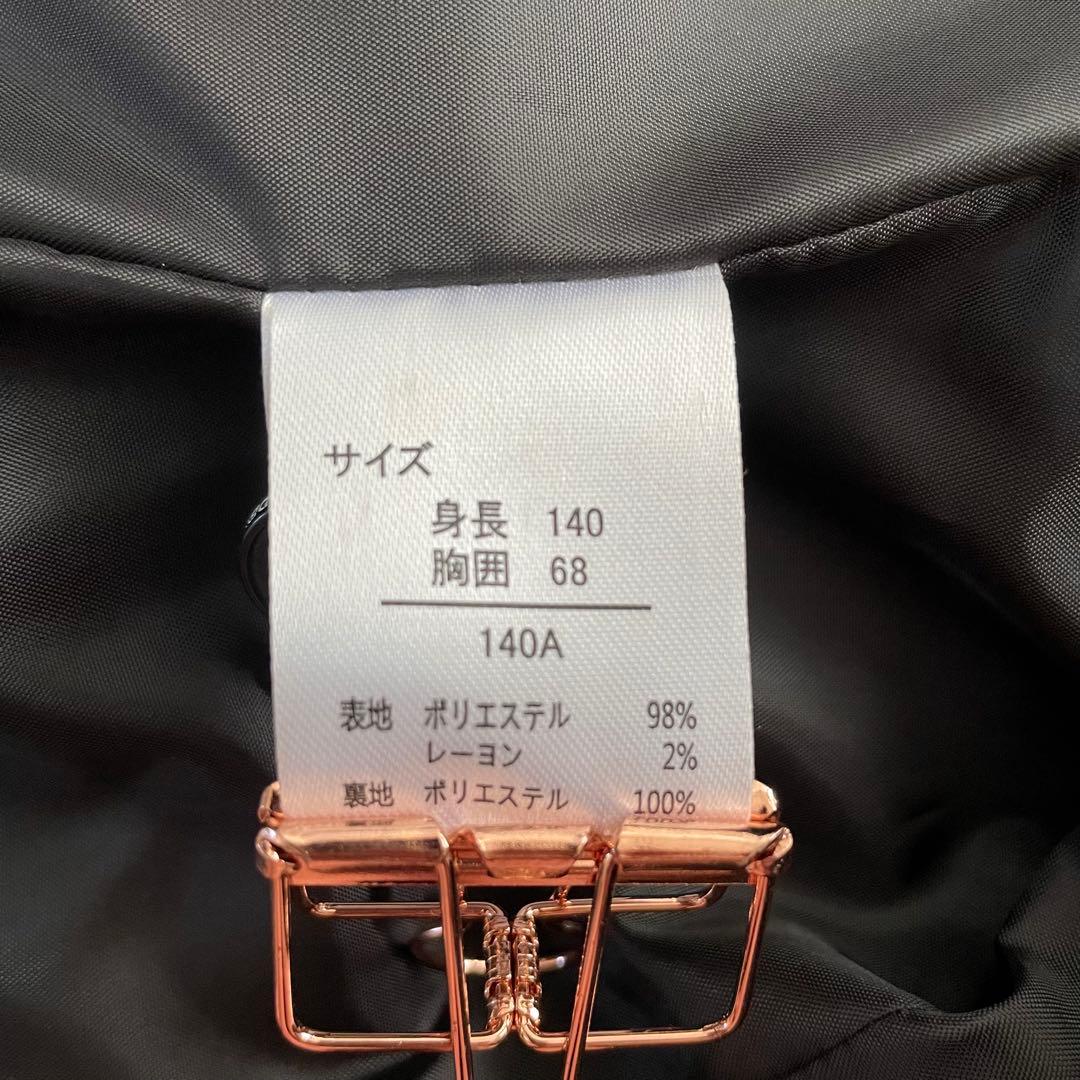 サイズ
身長 140
胸囲 68
140A
表地 ポリエステル 98%
レーヨン 2%
裏地 ポリエステル 100%